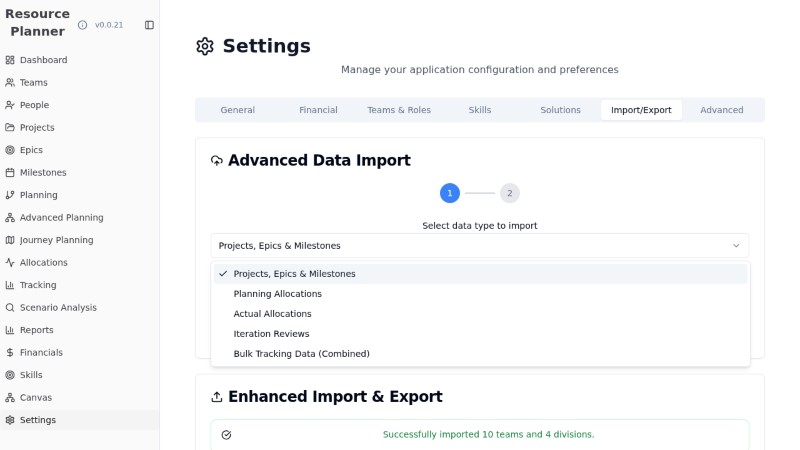 Resource
Planner
v0.0.21
Dashboard
Teams
People
Projects
Epics
Milestones
Planning
Advanced Planning
Journey Planning
Allocations
Tracking
Scenario Analysis
Reports
Financials
Skills
Canvas
Settings
Settings
Manage your application configuration and preferences
General Financial Teams & Roles Skills Solutions Import/Export Advanced
Advanced Data Import
1 2
Select data type to import
Projects, Epics & Milestones
Projects, Epics & Milestones
Planning Allocations
Actual Allocations
Iteration Reviews
Bulk Tracking Data (Combined)
Enhanced Import & Export
Successfully imported 10 teams and 4 divisions.